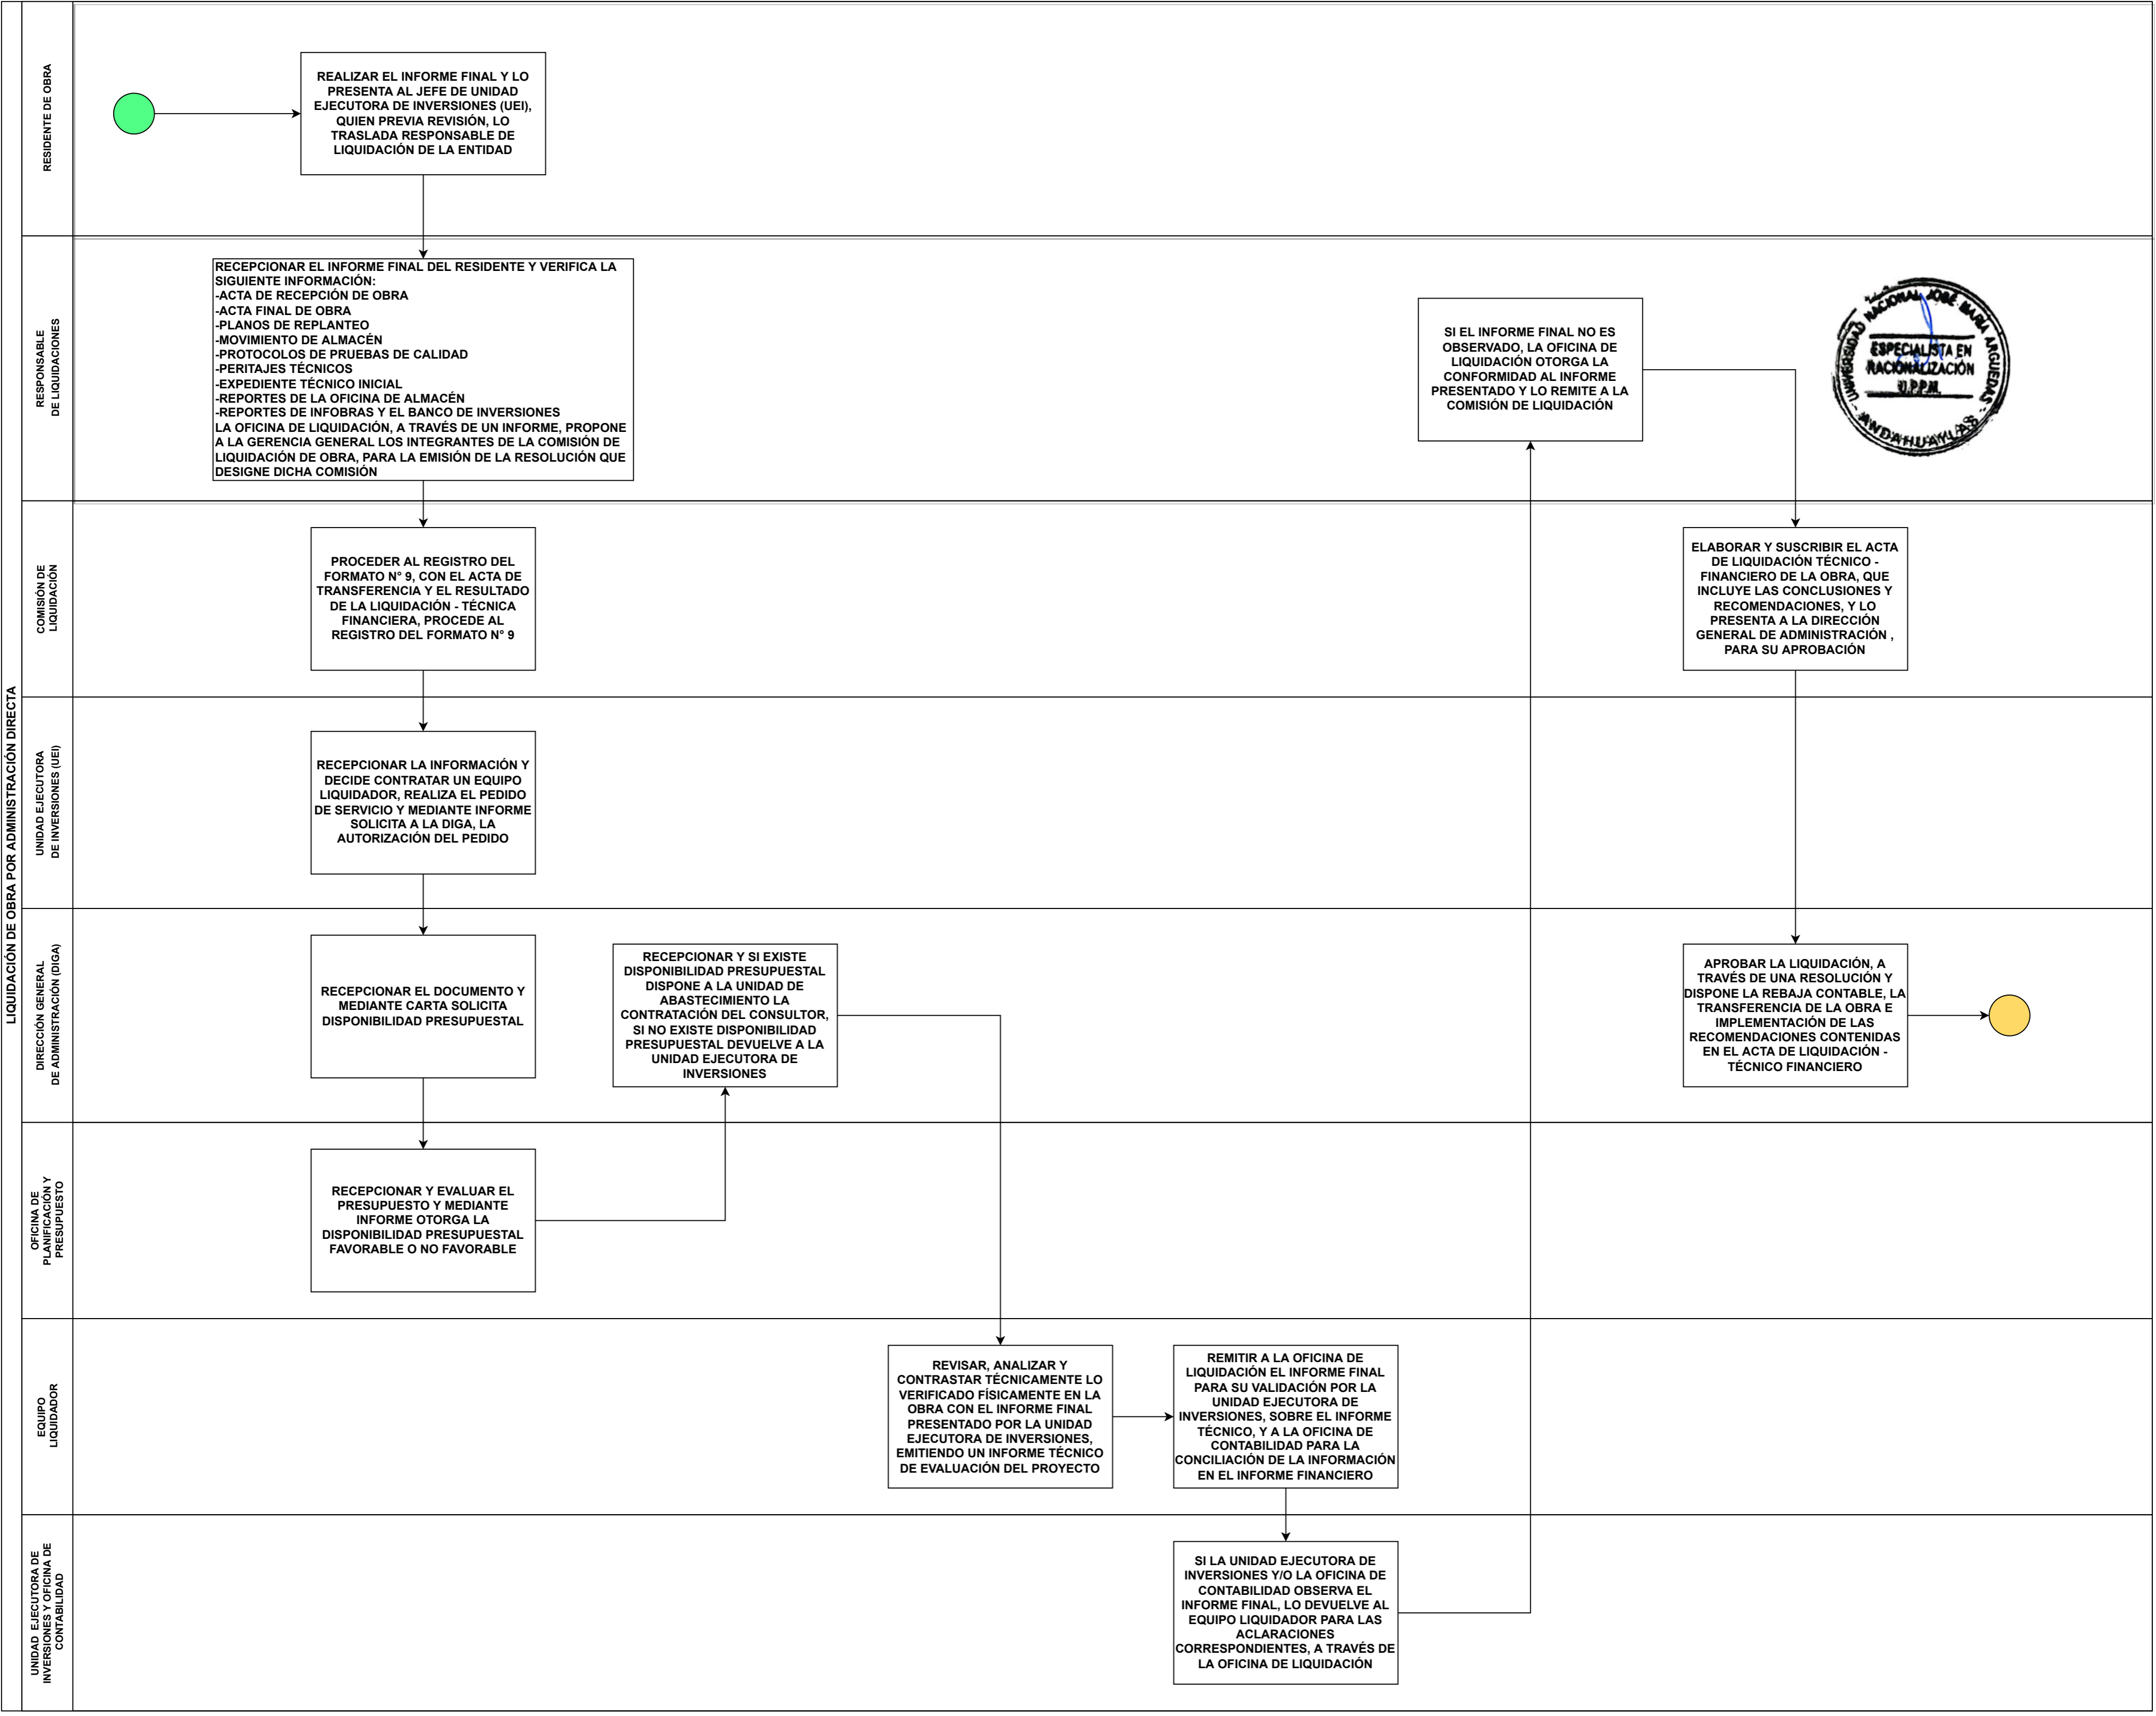 LIQUIDACIÓN DE OBRA POR ADMINISTRACIÓN DIRECTA
RESIDENTE DE OBRA
REALIZAR EL INFORME FINAL Y LO
PRESENTA AL JEFE DE UNIDAD
EJECUTORA DE INVERSIONES (UEI),
QUIEN PREVIA REVISIÓN, LO
TRASLADA RESPONSABLE DE
LIQUIDACIÓN DE LA ENTIDAD
RESPONSABLE
DE LIQUIDACIONES
RECEPCIONAR EL INFORME FINAL DEL RESIDENTE Y VERIFICA LA
SIGUIENTE INFORMACIÓN:
-ACTA DE RECEPCIÓN DE OBRA
-ACTA FINAL DE OBRA
-PLANOS DE REPLANTEO
-MOVIMIENTO DE ALMACÉN
-PROTOCOLOS DE PRUEBAS DE CALIDAD
-PERITAJES TÉCNICOS
-EXPEDIENTE TÉCNICO INICIAL
-REPORTES DE LA OFICINA DE ALMACÉN
-REPORTES DE INFOBRAS Y EL BANCO DE INVERSIONES
LA OFICINA DE LIQUIDACIÓN, A TRAVÉS DE UN INFORME, PROPONE
A LA GERENCIA GENERAL LOS INTEGRANTES DE LA COMISIÓN DE
LIQUIDACIÓN DE OBRA, PARA LA EMISIÓN DE LA RESOLUCIÓN QUE
DESIGNE DICHA COMISIÓN
SI EL INFORME FINAL NO ES
OBSERVADO, LA OFICINA DE
LIQUIDACIÓN OTORGA LA
CONFORMIDAD AL INFORME
PRESENTADO Y LO REMITE A LA
COMISIÓN DE LIQUIDACIÓN
UNIVERSIDAD NACIONAL JOSÉ MARÍA ARGUEDAS
ESPECIALISTA EN
RACIONALIZACIÓN
U.P.P.M.
- ANDAHUAYLAS -
COMISIÓN DE
LIQUIDACIÓN
PROCEDER AL REGISTRO DEL
FORMATO N° 9, CON EL ACTA DE
TRANSFERENCIA Y EL RESULTADO
DE LA LIQUIDACIÓN - TÉCNICA
FINANCIERA, PROCEDE AL
REGISTRO DEL FORMATO N° 9
ELABORAR Y SUSCRIBIR EL ACTA
DE LIQUIDACIÓN TÉCNICO -
FINANCIERO DE LA OBRA, QUE
INCLUYE LAS CONCLUSIONES Y
RECOMENDACIONES, Y LO
PRESENTA A LA DIRECCIÓN
GENERAL DE ADMINISTRACIÓN ,
PARA SU APROBACIÓN
UNIDAD EJECUTORA
DE INVERSIONES (UEI)
RECEPCIONAR LA INFORMACIÓN Y
DECIDE CONTRATAR UN EQUIPO
LIQUIDADOR, REALIZA EL PEDIDO
DE SERVICIO Y MEDIANTE INFORME
SOLICITA A LA DIGA, LA
AUTORIZACIÓN DEL PEDIDO
DIRECCIÓN GENERAL
DE ADMINISTRACIÓN (DIGA)
RECEPCIONAR EL DOCUMENTO Y
MEDIANTE CARTA SOLICITA
DISPONIBILIDAD PRESUPUESTAL
RECEPCIONAR Y SI EXISTE
DISPONIBILIDAD PRESUPUESTAL
DISPONE A LA UNIDAD DE
ABASTECIMIENTO LA
CONTRATACIÓN DEL CONSULTOR,
SI NO EXISTE DISPONIBILIDAD
PRESUPUESTAL DEVUELVE A LA
UNIDAD EJECUTORA DE
INVERSIONES
APROBAR LA LIQUIDACIÓN, A
TRAVÉS DE UNA RESOLUCIÓN Y
DISPONE LA REBAJA CONTABLE, LA
TRANSFERENCIA DE LA OBRA E
IMPLEMENTACIÓN DE LAS
RECOMENDACIONES CONTENIDAS
EN EL ACTA DE LIQUIDACIÓN -
TÉCNICO FINANCIERO
OFICINA DE
PLANIFICACIÓN Y
PRESUPUESTO
RECEPCIONAR Y EVALUAR EL
PRESUPUESTO Y MEDIANTE
INFORME OTORGA LA
DISPONIBILIDAD PRESUPUESTAL
FAVORABLE O NO FAVORABLE
EQUIPO
LIQUIDADOR
REVISAR, ANALIZAR Y
CONTRASTAR TÉCNICAMENTE LO
VERIFICADO FÍSICAMENTE EN LA
OBRA CON EL INFORME FINAL
PRESENTADO POR LA UNIDAD
EJECUTORA DE INVERSIONES,
EMITIENDO UN INFORME TÉCNICO
DE EVALUACIÓN DEL PROYECTO
REMITIR A LA OFICINA DE
LIQUIDACIÓN EL INFORME FINAL
PARA SU VALIDACIÓN POR LA
UNIDAD EJECUTORA DE
INVERSIONES, SOBRE EL INFORME
TÉCNICO, Y A LA OFICINA DE
CONTABILIDAD PARA LA
CONCILIACIÓN DE LA INFORMACIÓN
EN EL INFORME FINANCIERO
UNIDAD EJECUTORA DE
INVERSIONES Y OFICINA DE
CONTABILIDAD
SI LA UNIDAD EJECUTORA DE
INVERSIONES Y/O LA OFICINA DE
CONTABILIDAD OBSERVA EL
INFORME FINAL, LO DEVUELVE AL
EQUIPO LIQUIDADOR PARA LAS
ACLARACIONES
CORRESPONDIENTES, A TRAVÉS DE
LA OFICINA DE LIQUIDACIÓN